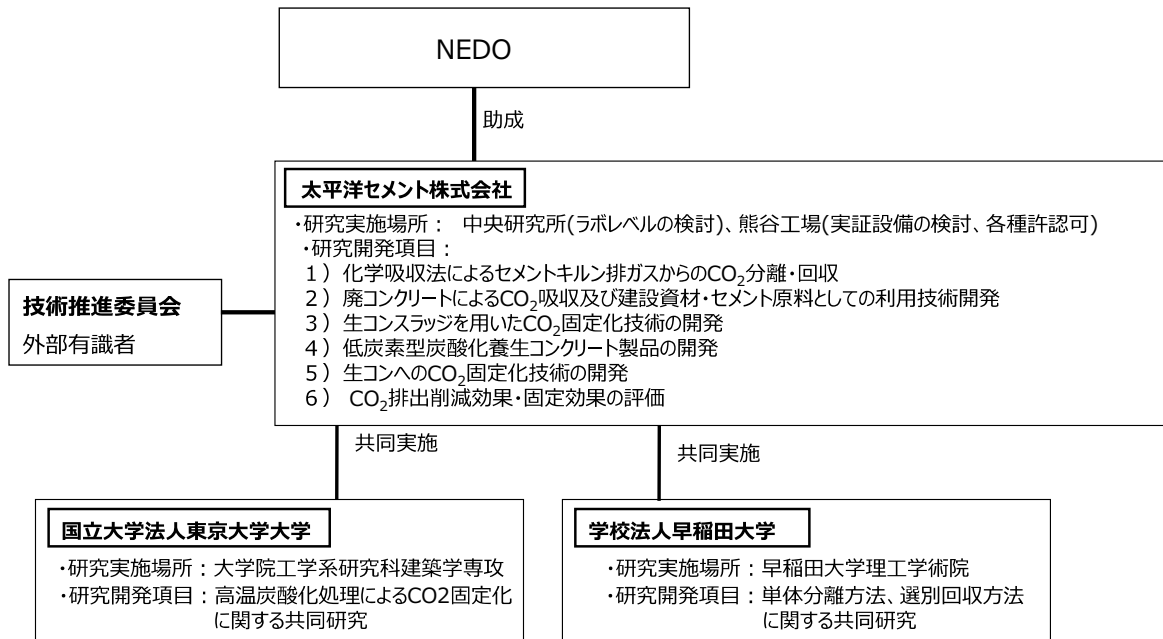 NEDO
助成
太平洋セメント株式会社
・研究実施場所： 中央研究所(ラボレベルの検討)、熊谷工場(実証設備の検討、各種許認可)
・研究開発項目：
１）化学吸収法によるセメントキルン排ガスからのCO₂分離・回収
２）廃コンクリートによるCO₂吸収及び建設資材・セメント原料としての利用技術開発
３）生コンスラッジを用いたCO₂固定化技術の開発
４）低炭素型炭酸化養生コンクリート製品の開発
５）生コンへのCO₂固定化技術の開発
６） CO₂排出削減効果・固定効果の評価
技術推進委員会
外部有識者
共同実施
共同実施
国立大学法人東京大学大学
・研究実施場所：大学院工学系研究科建築学専攻
・研究開発項目：高温炭酸化処理によるCO2固定化
に関する共同研究
学校法人早稲田大学
・研究実施場所：早稲田大学理工学術院
・研究開発項目：単体分離方法、選別回収方法
に関する共同研究